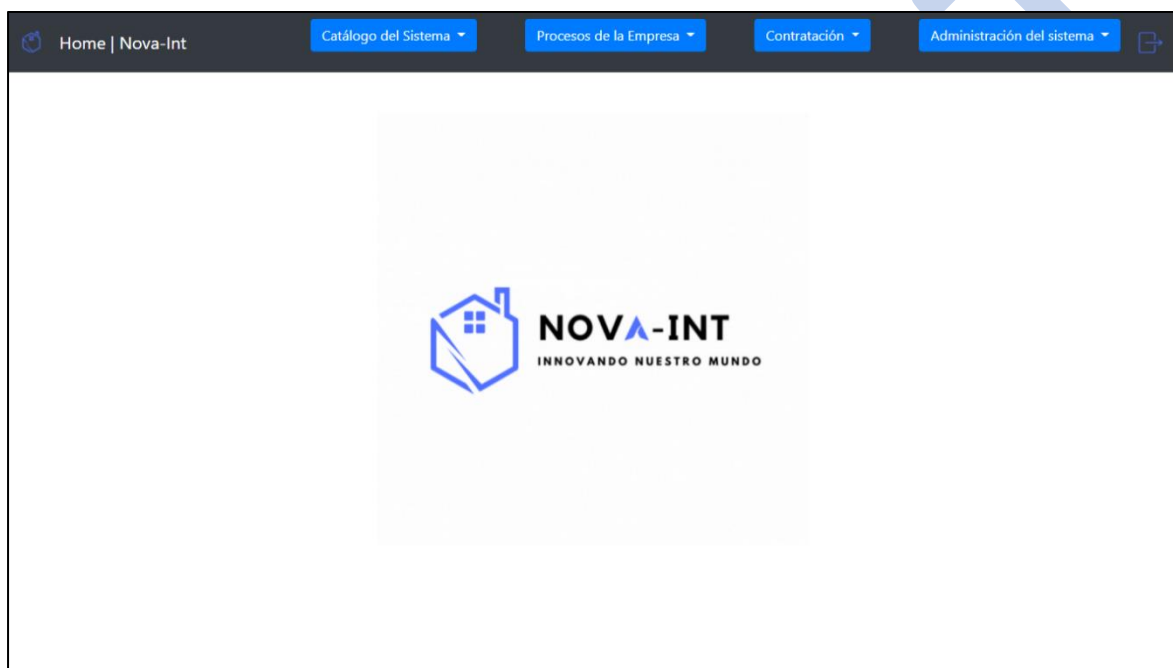 Home | Nova-Int
Catálogo del Sistema
Procesos de la Empresa
Contratación
Administración del sistema
NOVA-INT
INNOVANDO NUESTRO MUNDO